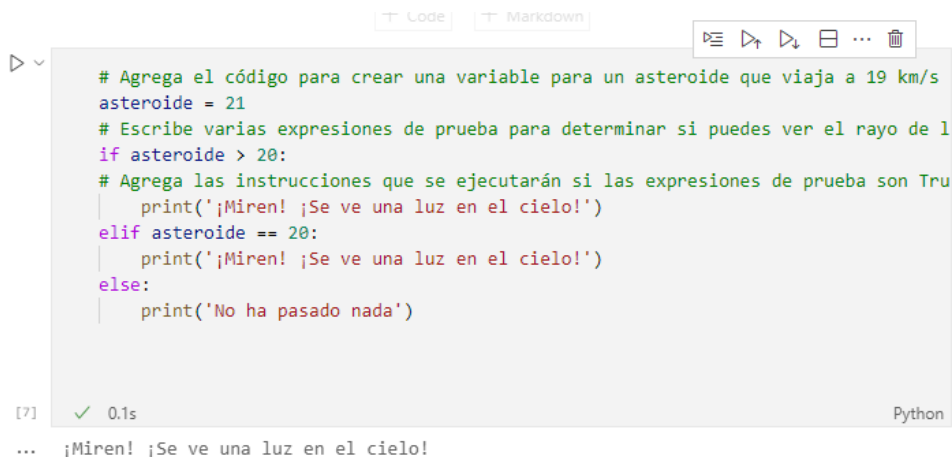 + Code + Markdown
# Agrega el código para crear una variable para un asteroide que viaja a 19 km/s
asteroide = 21
# Escribe varias expresiones de prueba para determinar si puedes ver el rayo de l
if asteroide > 20:
# Agrega las instrucciones que se ejecutarán si las expresiones de prueba son Tru
    print('¡Miren! ¡Se ve una luz en el cielo!')
elif asteroide == 20:
    print('¡Miren! ¡Se ve una luz en el cielo!')
else:
    print('No ha pasado nada')
[7] ✓ 0.1s Python
... ¡Miren! ¡Se ve una luz en el cielo!